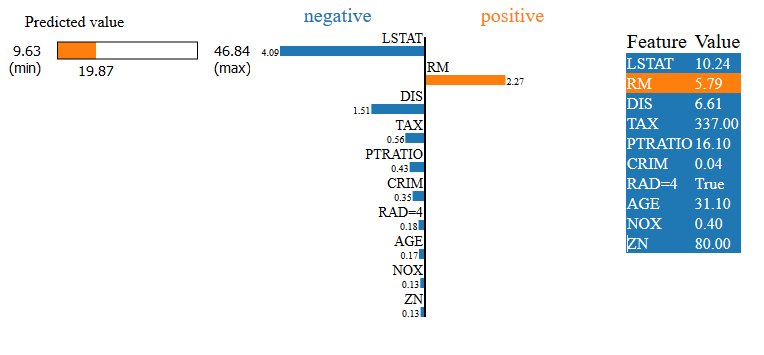 Predicted value
9.63
(min)
19.87
46.84
(max)
negative
positive
LSTAT
4.09
RM
2.27
DIS
1.51
TAX
0.56
PTRATIO
0.43
CRIM
0.35
RAD=4
0.18
AGE
0.17
NOX
0.13
ZN
0.13
Feature Value
LSTAT 10.24
RM 5.79
DIS 6.61
TAX 337.00
PTRATIO 16.10
CRIM 0.04
RAD=4 True
AGE 31.10
NOX 0.40
ZN 80.00